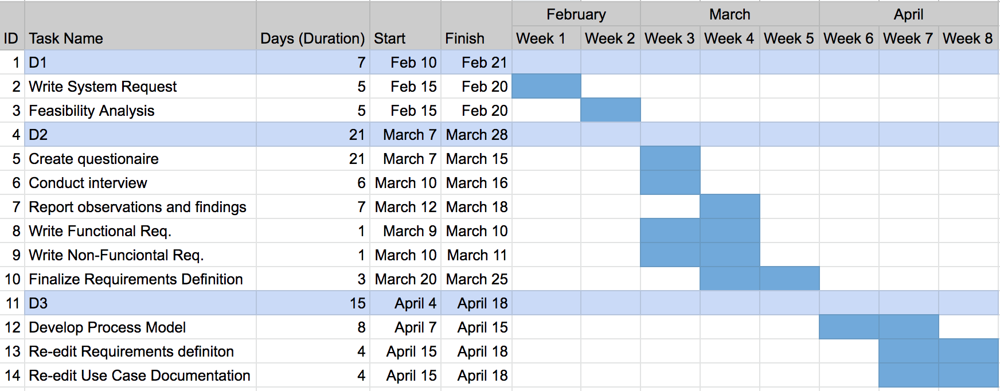 February March April
ID Task Name Days (Duration) Start Finish Week 1 Week 2 Week 3 Week 4 Week 5 Week 6 Week 7 Week 8
1 D1 7 Feb 10 Feb 21
2 Write System Request 5 Feb 15 Feb 20
3 Feasibility Analysis 5 Feb 15 Feb 20
4 D2 21 March 7 March 28
5 Create questionaire 21 March 7 March 15
6 Conduct interview 6 March 10 March 16
7 Report observations and findings 7 March 12 March 18
8 Write Functional Req. 1 March 9 March 10
9 Write Non-Funciontal Req. 1 March 10 March 11
10 Finalize Requirements Definition 3 March 20 March 25
11 D3 15 April 4 April 18
12 Develop Process Model 8 April 7 April 15
13 Re-edit Requirements definiton 4 April 15 April 18
14 Re-edit Use Case Documentation 4 April 15 April 18